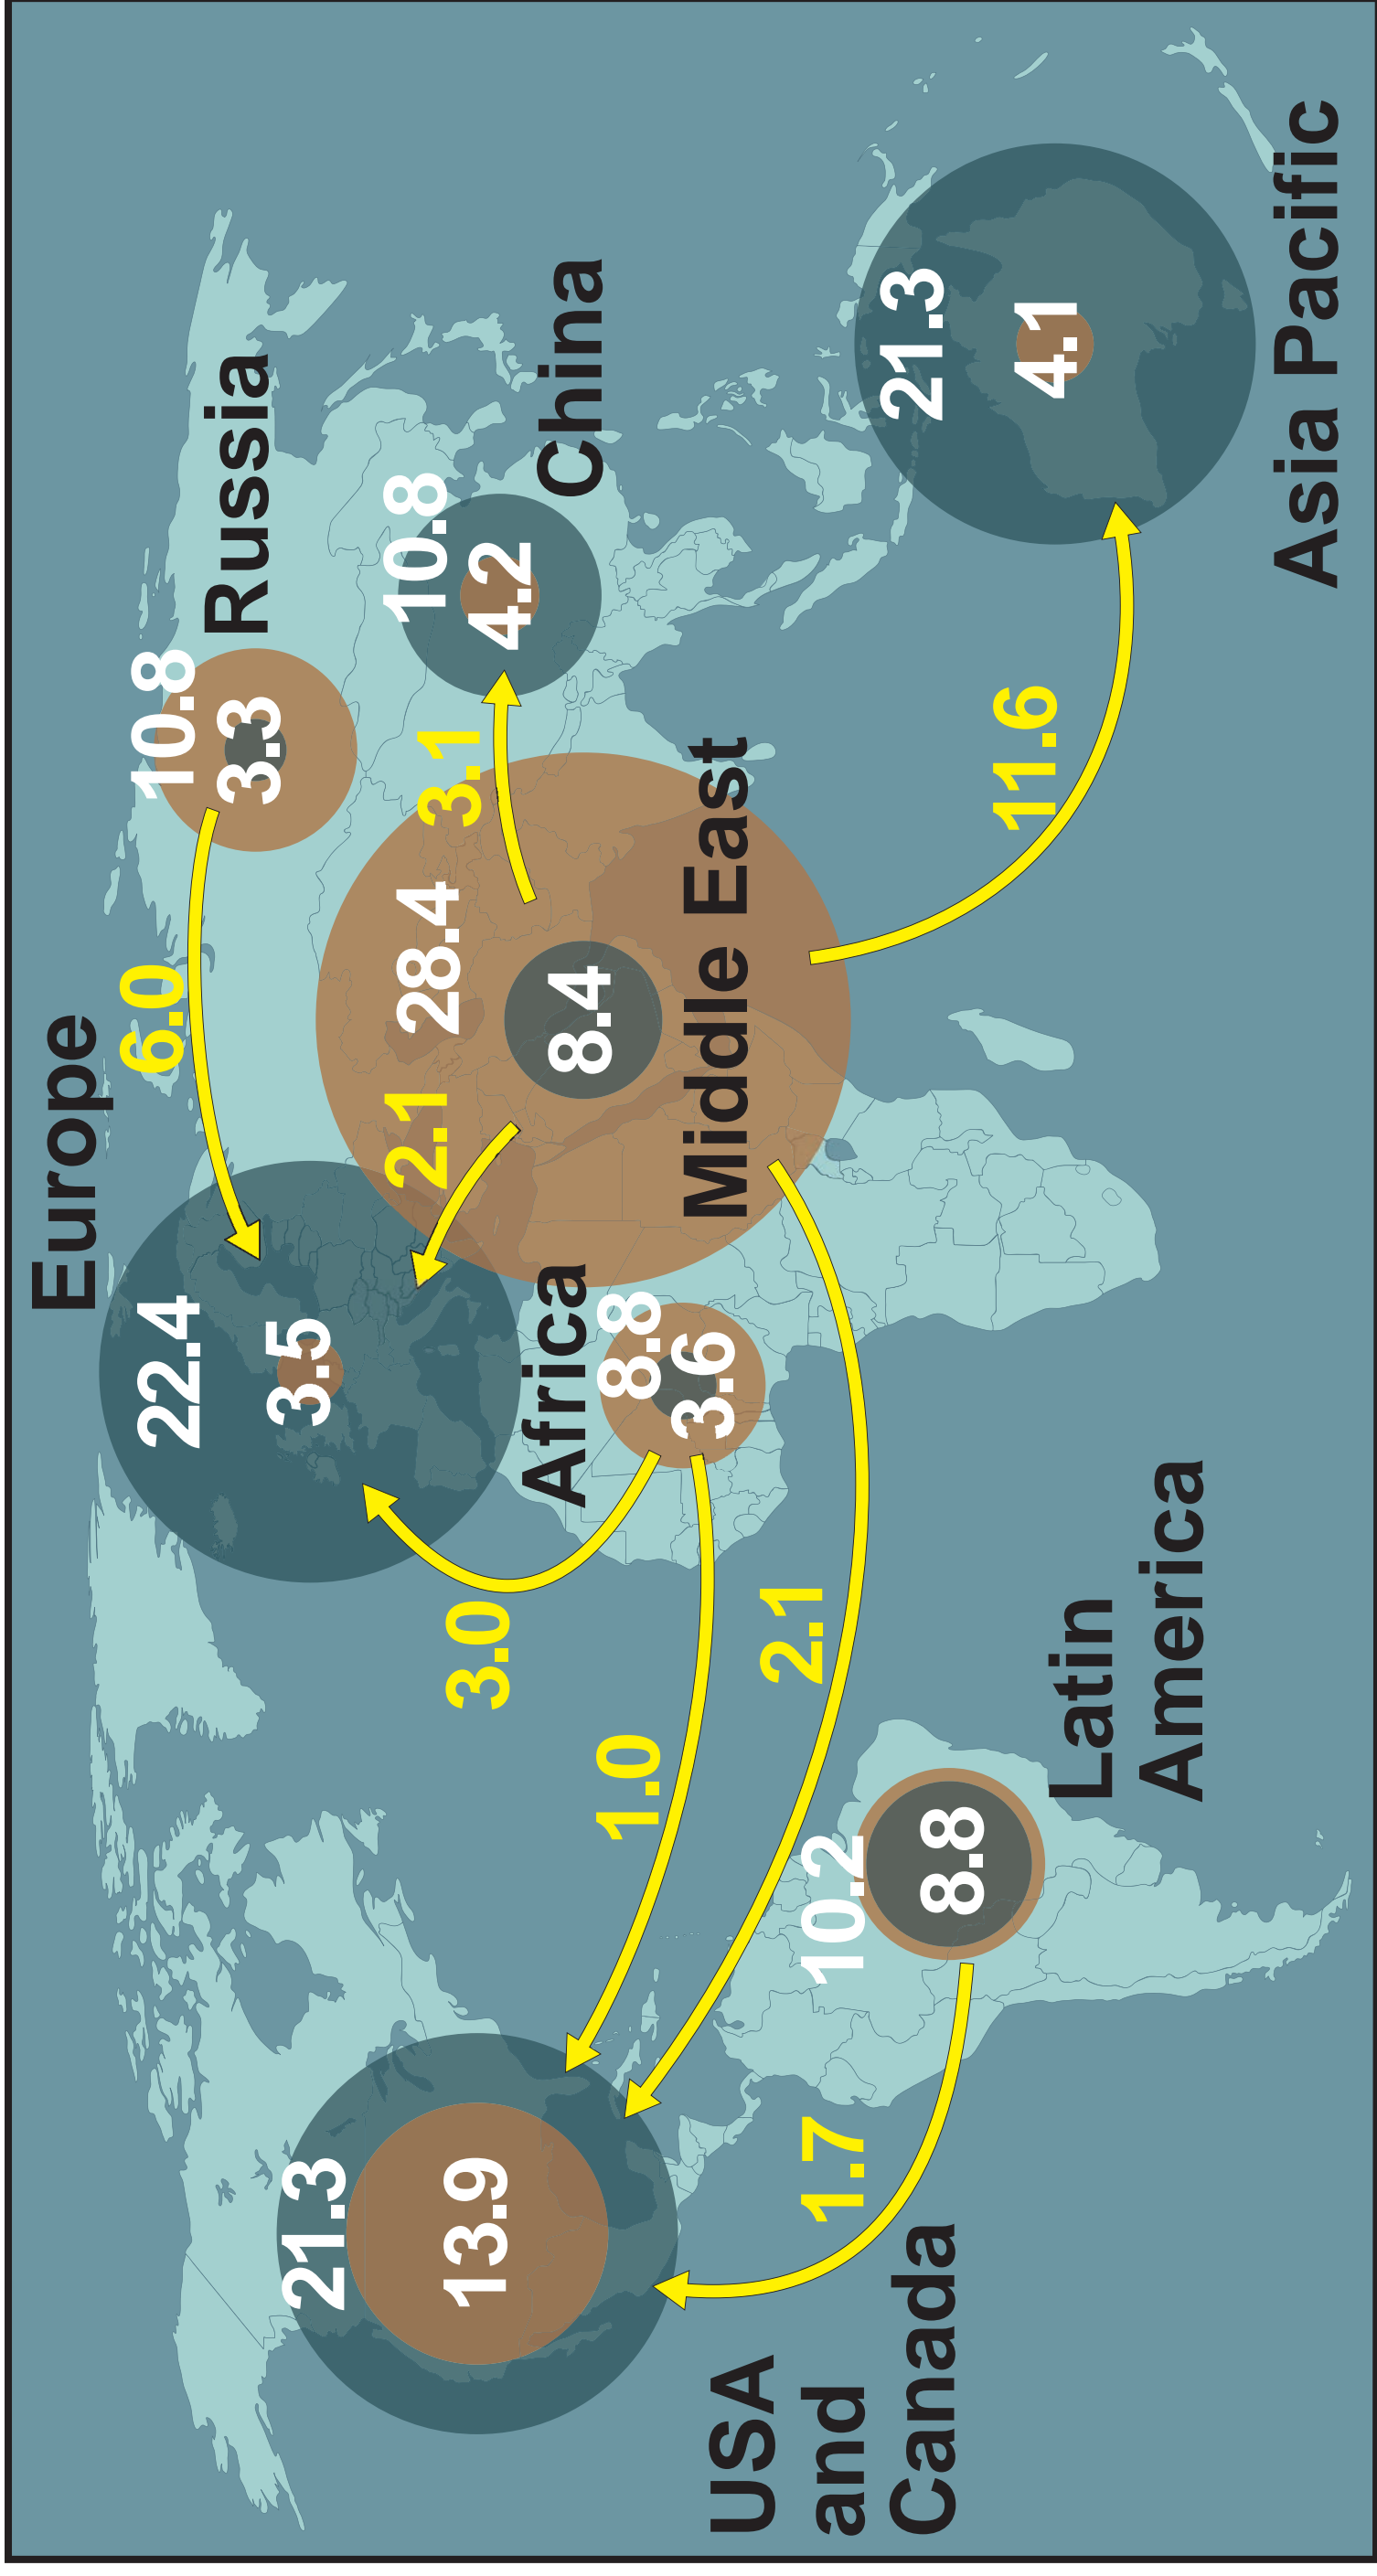 Europe
6.0
10.8
3.3
Russia
22.4
3.5
2.1
28.4
3.1
10.8
4.2
China
21.3
13.9
3.0
Africa
8.8
3.6
8.4
Middle East
1.0
2.1
11.6
21.3
4.1
Asia Pacific
USA
and
Canada
1.7
10.2
8.8
Latin
America